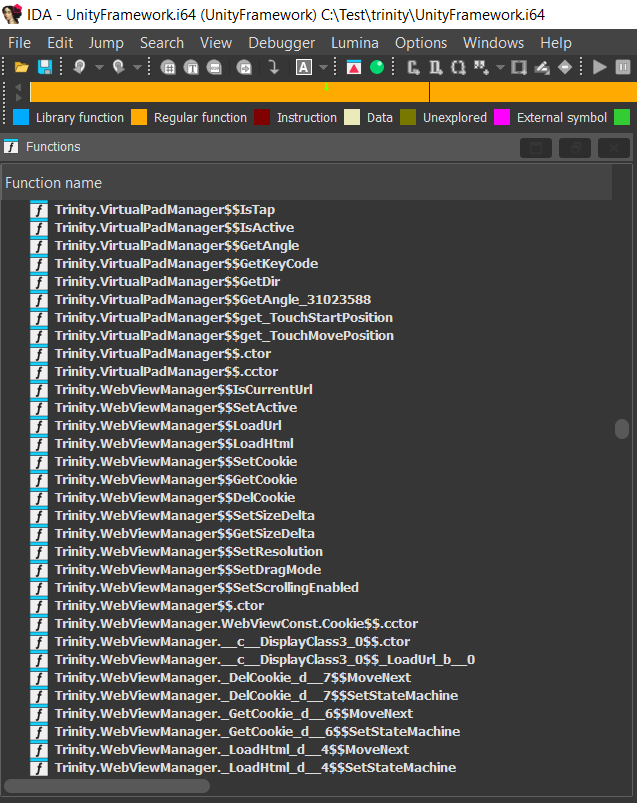 IDA - UnityFramework.i64 (UnityFramework) C:\Test\trinity\UnityFramework.i64
File Edit Jump Search View Debugger Lumina Options Windows Help
Library function Regular function Instruction Data Unexplored External symbol
Functions
Function name
Trinity.VirtualPadManager$$IsTap
Trinity.VirtualPadManager$$IsActive
Trinity.VirtualPadManager$$GetAngle
Trinity.VirtualPadManager$$GetKeyCode
Trinity.VirtualPadManager$$GetDir
Trinity.VirtualPadManager$$GetAngle_31023588
Trinity.VirtualPadManager$$get_TouchStartPosition
Trinity.VirtualPadManager$$get_TouchMovePosition
Trinity.VirtualPadManager$$.ctor
Trinity.VirtualPadManager$$.cctor
Trinity.WebViewManager$$IsCurrentUrl
Trinity.WebViewManager$$SetActive
Trinity.WebViewManager$$LoadUrl
Trinity.WebViewManager$$LoadHtml
Trinity.WebViewManager$$SetCookie
Trinity.WebViewManager$$GetCookie
Trinity.WebViewManager$$DelCookie
Trinity.WebViewManager$$SetSizeDelta
Trinity.WebViewManager$$GetSizeDelta
Trinity.WebViewManager$$SetResolution
Trinity.WebViewManager$$SetDragMode
Trinity.WebViewManager$$SetScrollingEnabled
Trinity.WebViewManager$$.ctor
Trinity.WebViewManager.WebViewConst.Cookie$$.cctor
Trinity.WebViewManager.__c__DisplayClass3_0$$.ctor
Trinity.WebViewManager.__c__DisplayClass3_0$$_LoadUrl_b__0
Trinity.WebViewManager._DelCookie_d__7$$MoveNext
Trinity.WebViewManager._DelCookie_d__7$$SetStateMachine
Trinity.WebViewManager._GetCookie_d__6$$MoveNext
Trinity.WebViewManager._GetCookie_d__6$$SetStateMachine
Trinity.WebViewManager._LoadHtml_d__4$$MoveNext
Trinity.WebViewManager._LoadHtml_d__4$$SetStateMachine